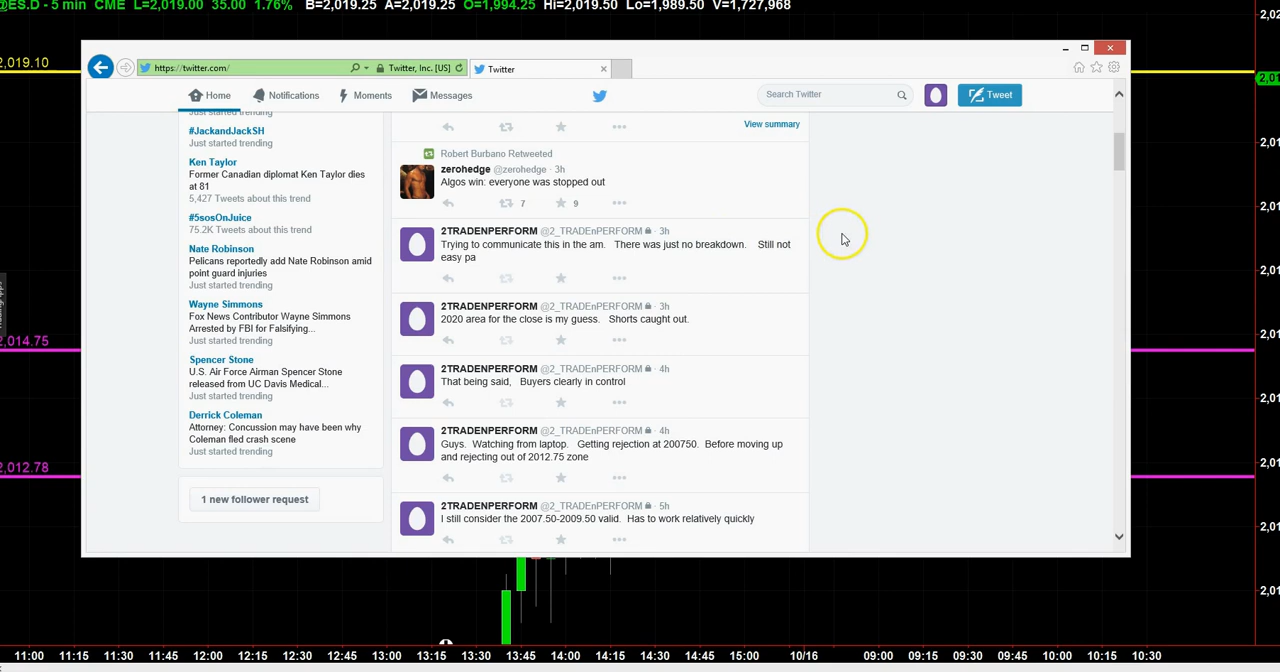 @ES.D - 5 min CME L=2,019.00 35.00 1.76% B=2,019.25 A=2,019.25 O=1,994.25 Hi=2,019.50 Lo=1,989.50 V=1,727,968
2,019.10
https://twitter.com/
Twitter, Inc. [US]
Twitter
Home
Notifications
Moments
Messages
Search Twitter
Tweet
Just started trending
#JackandJackSH
Just started trending
Ken Taylor
Former Canadian diplomat Ken Taylor dies
at 81
5,427 Tweets about this trend
#5sosOnJuice
75.2K Tweets about this trend
Nate Robinson
Pelicans reportedly add Nate Robinson amid
point guard injuries
Just started trending
Wayne Simmons
Fox News Contributor Wayne Simmons
Arrested by FBI for Falsifying...
Just started trending
Spencer Stone
U.S. Air Force Airman Spencer Stone
released from UC Davis Medical...
Just started trending
Derrick Coleman
Attorney: Concussion may have been why
Coleman fled crash scene
Just started trending
1 new follower request
View summary
Robert Burbano Retweeted
zerohedge @zerohedge · 3h
Algos win: everyone was stopped out
7 9
2TRADENPERFORM @2_TRADEnPERFORM · 3h
Trying to communicate this in the am. There was just no breakdown. Still not
easy pa
2TRADENPERFORM @2_TRADEnPERFORM · 3h
2020 area for the close is my guess. Shorts caught out.
2TRADENPERFORM @2_TRADEnPERFORM · 4h
That being said, Buyers clearly in control
2TRADENPERFORM @2_TRADEnPERFORM · 4h
Guys. Watching from laptop. Getting rejection at 200750. Before moving up
and rejecting out of 2012.75 zone
2TRADENPERFORM @2_TRADEnPERFORM · 5h
I still consider the 2007.50-2009.50 valid. Has to work relatively quickly
2,014.75
2,012.78
11:00 11:15 11:30 11:45 12:00 12:15 12:30 12:45 13:00 13:15 13:30 13:45 14:00 14:15 14:30 14:45 15:00 10/16 09:00 09:15 09:30 09:45 10:00 10:15 10:30